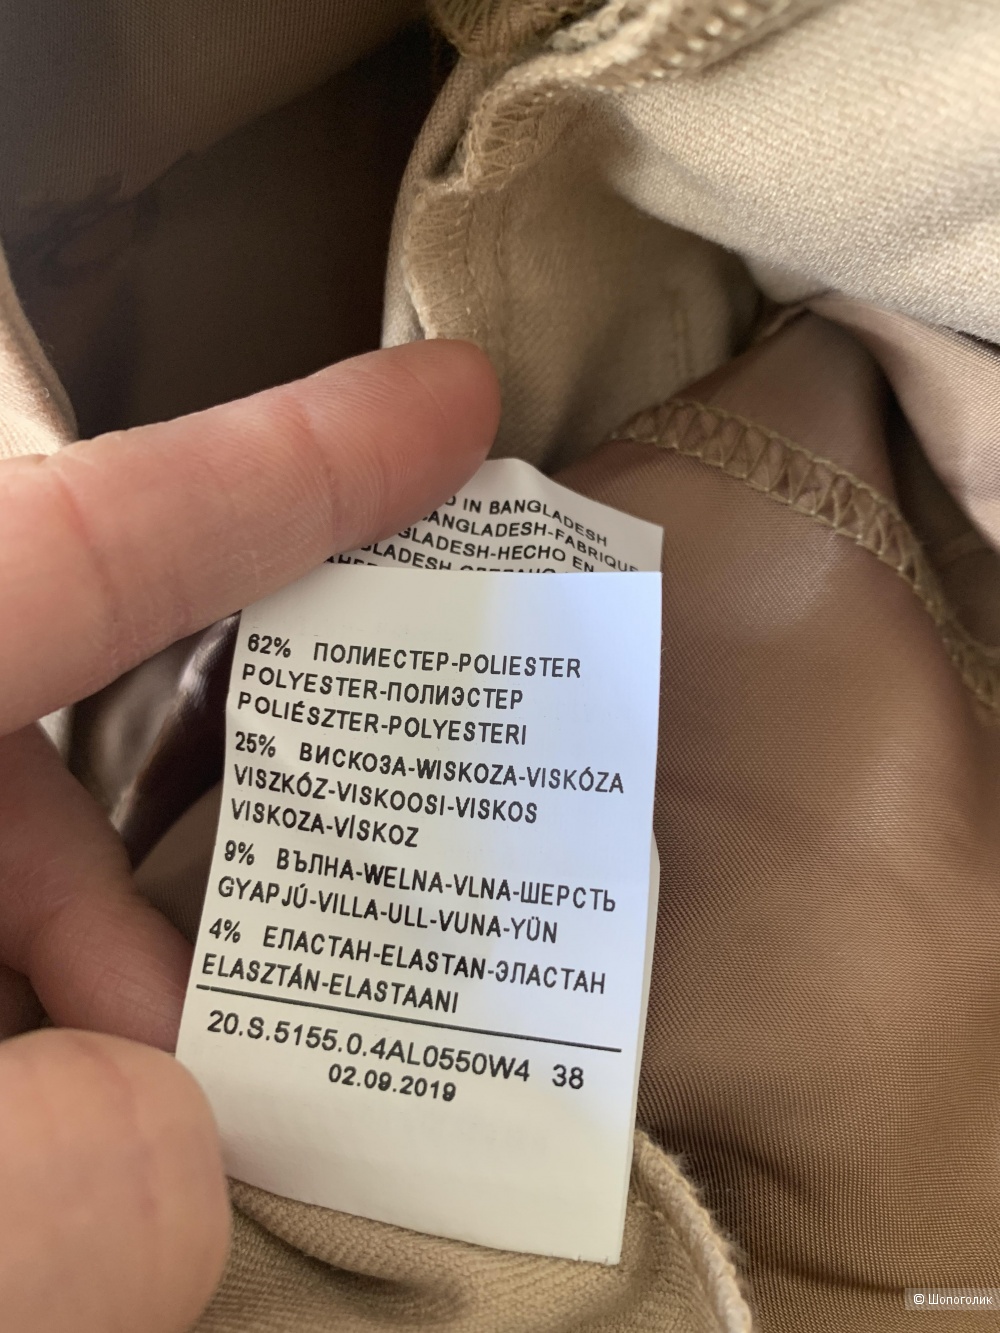 IN BANGLADESH
BANGLADESH-FABRIQUE
BANGLADESH-HECHO EN
62% ПОЛИЕСТЕР-POLIESTER
POLYESTER-ПОЛИЭСТЕР
POLIÉSZTER-POLYESTERI
25% ВИСКОЗА-WISKOZA-VISKÓZA
VISZKÓZ-VISKOOSI-VISKOS
VISKOZA-VİSKOZ
9% ВЪЛНА-WELNA-VLNA-ШЕРСТЬ
GYAPJÚ-VILLA-ULL-VUNA-YÜN
4% ЕЛАСТАН-ELASTAN-ЭЛАСТАН
ELASZTÁN-ELASTAANI
20.S.5155.0.4AL0550W4 38
02.09.2019
© Шопоголик